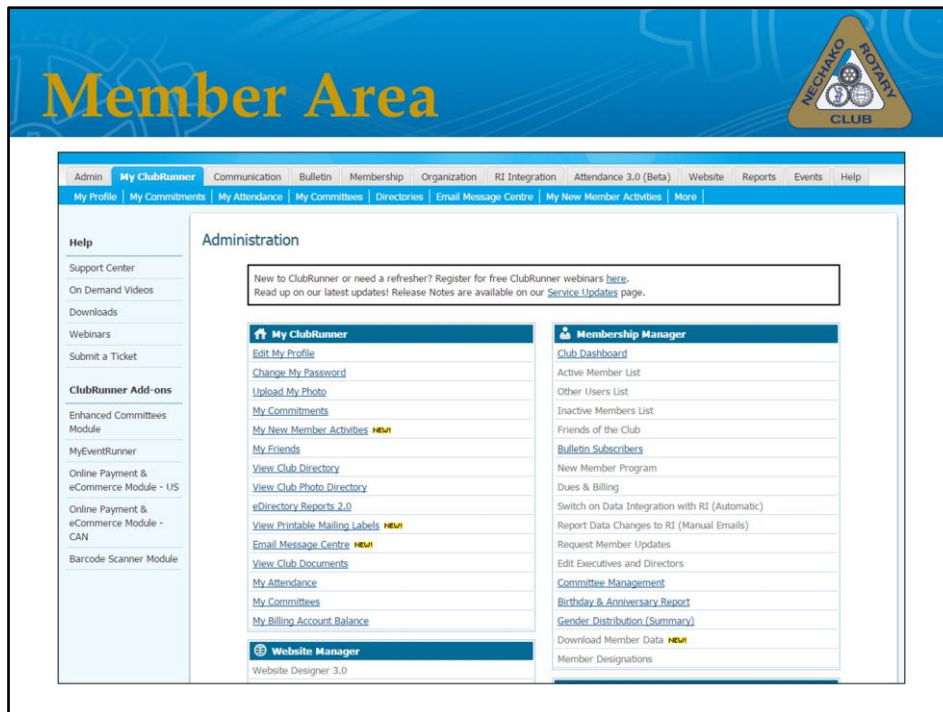 Member Area
NECHAKO ROTARY
CLUB
Admin My ClubRunner Communication Bulletin Membership Organization RI Integration Attendance 3.0 (Beta) Website Reports Events Help
My Profile My Commitments My Attendance My Committees Directories Email Message Centre My New Member Activities More
Help
Support Center
On Demand Videos
Downloads
Webinars
Submit a Ticket
ClubRunner Add-ons
Enhanced Committees
Module
MyEventRunner
Online Payment &
eCommerce Module - US
Online Payment &
eCommerce Module -
CAN
Barcode Scanner Module
Administration
New to ClubRunner or need a refresher? Register for free ClubRunner webinars here.
Read up on our latest updates! Release Notes are available on our Service Updates page.
My ClubRunner
Edit My Profile
Change My Password
Upload My Photo
My Commitments
My New Member Activities NEW!
My Friends
View Club Directory
View Club Photo Directory
eDirectory Reports 2.0
View Printable Mailing Labels NEW!
Email Message Centre NEW!
View Club Documents
My Attendance
My Committees
My Billing Account Balance
Website Manager
Website Designer 3.0
Membership Manager
Club Dashboard
Active Member List
Other Users List
Inactive Members List
Friends of the Club
Bulletin Subscribers
New Member Program
Dues & Billing
Switch on Data Integration with RI (Automatic)
Report Data Changes to RI (Manual Emails)
Request Member Updates
Edit Executives and Directors
Committee Management
Birthday & Anniversary Report
Gender Distribution (Summary)
Download Member Data NEW!
Member Designations